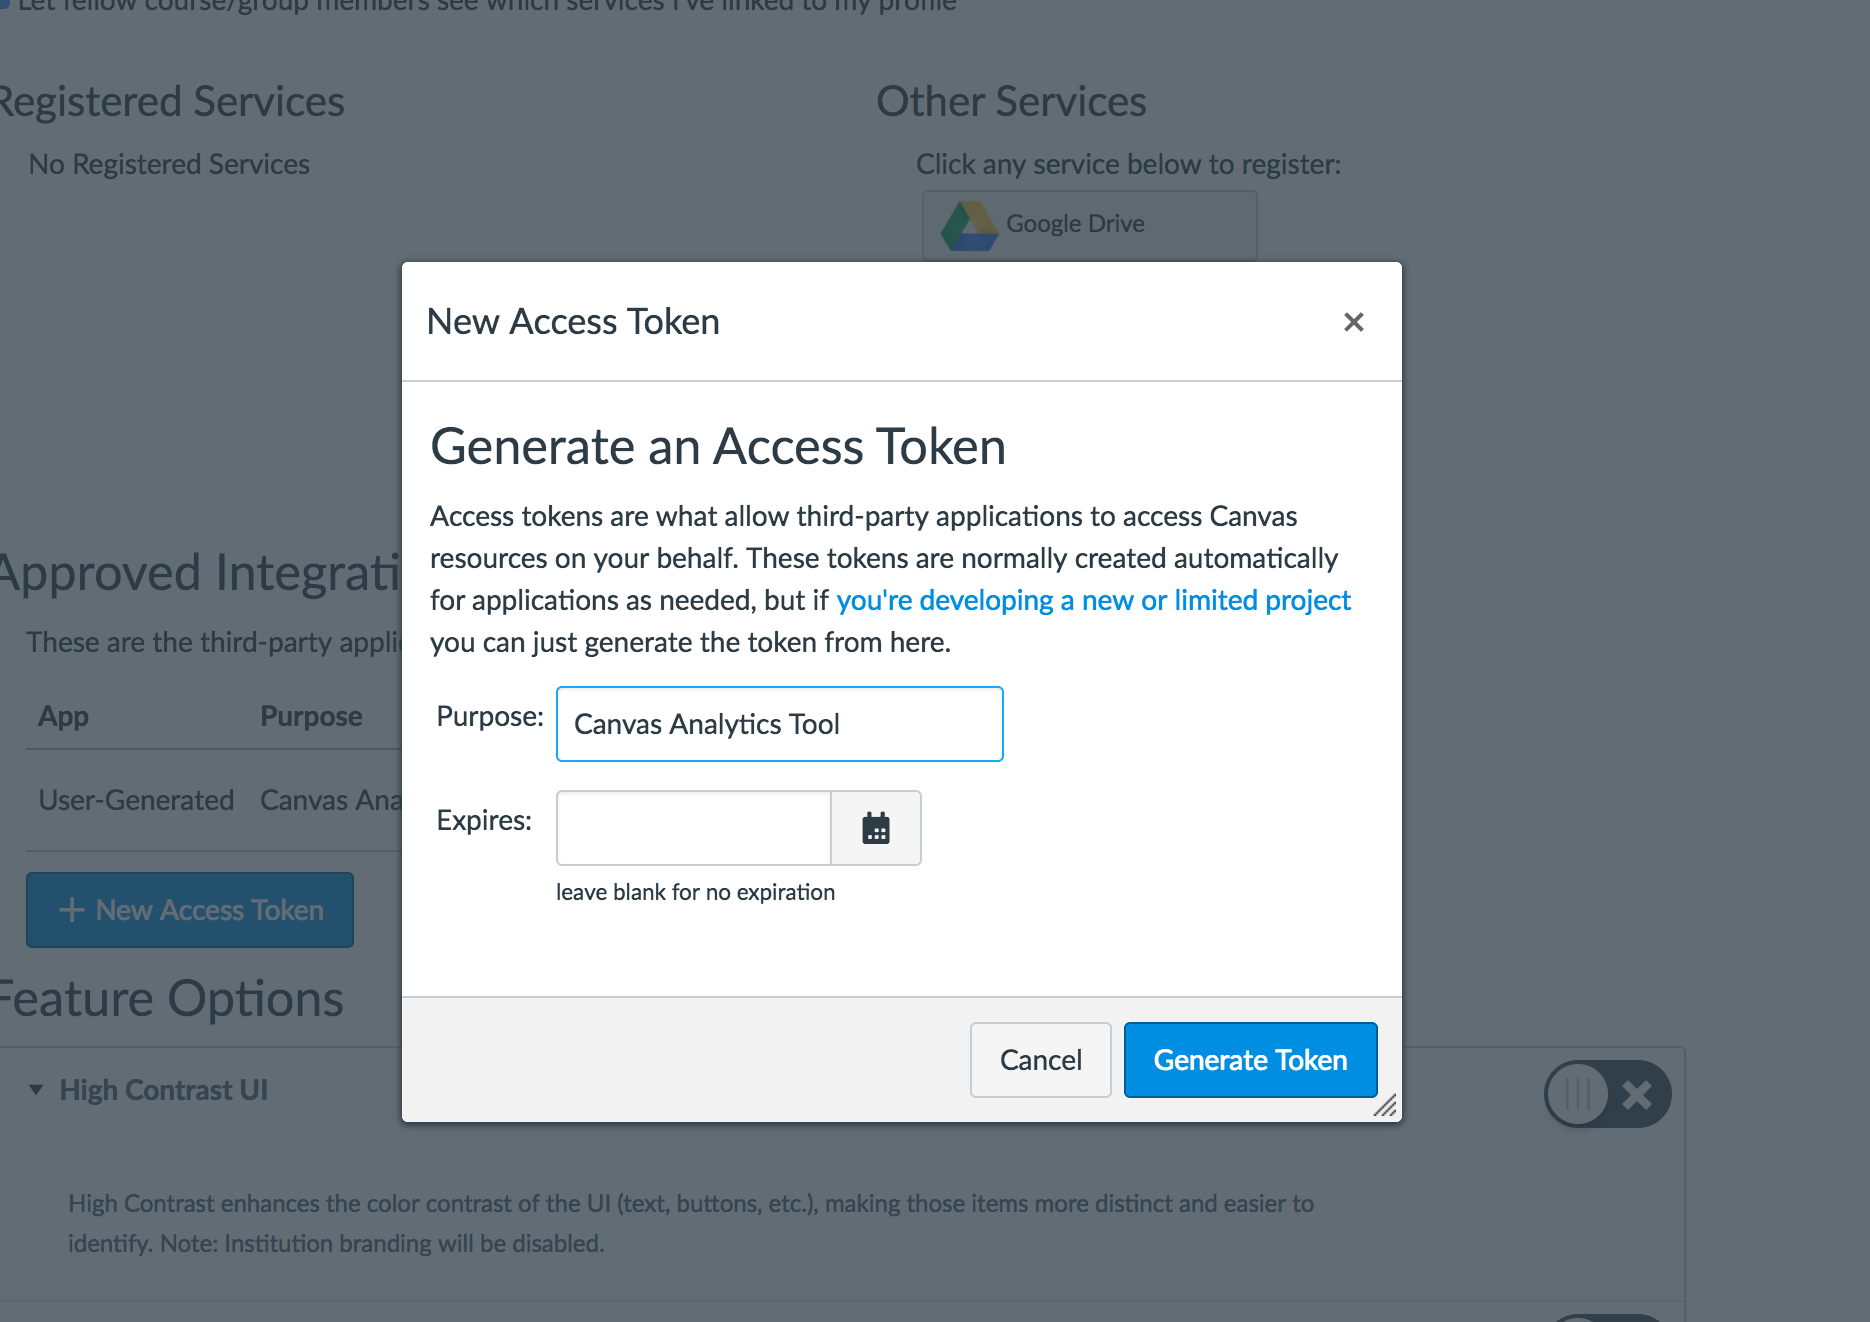 Let fellow course/group members see which services I've linked to my profile
Registered Services
No Registered Services
Other Services
Click any service below to register:
Google Drive
New Access Token
Generate an Access Token
Access tokens are what allow third-party applications to access Canvas
resources on your behalf. These tokens are normally created automatically
for applications as needed, but if you're developing a new or limited project
you can just generate the token from here.
Purpose: Canvas Analytics Tool
Expires:
leave blank for no expiration
Cancel Generate Token
Approved Integrati
These are the third-party appli
App Purpose
User-Generated Canvas Ana
New Access Token
Feature Options
High Contrast UI
High Contrast enhances the color contrast of the UI (text, buttons, etc.), making those items more distinct and easier to
identify. Note: Institution branding will be disabled.